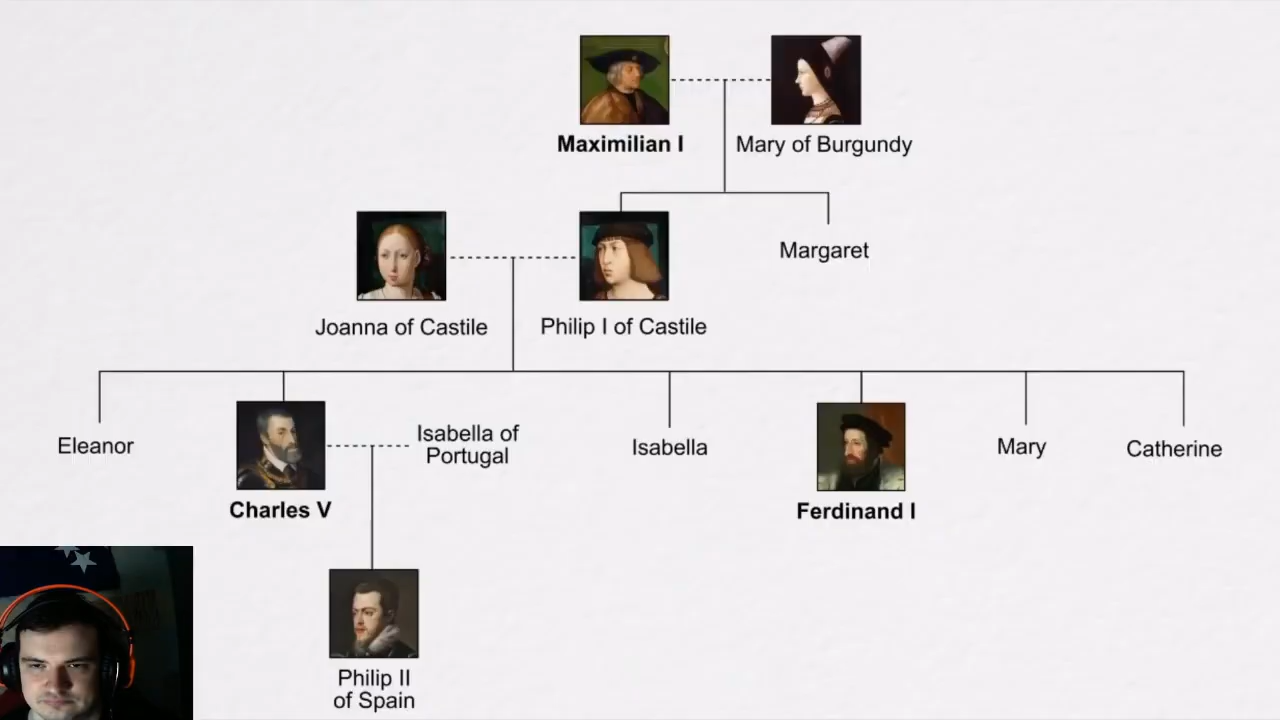 Maximilian I
Mary of Burgundy
Margaret
Joanna of Castile
Philip I of Castile
Eleanor
Charles V
Isabella of
Portugal
Isabella
Ferdinand I
Mary
Catherine
Philip II
of Spain